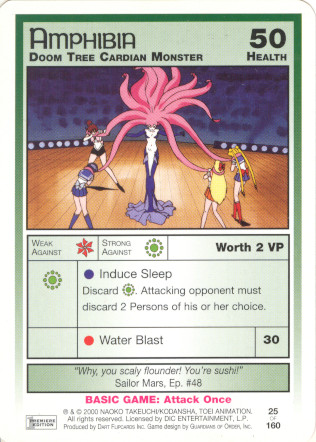 AMPHIBIA
50
DOOM TREE CARDIAN MONSTER
HEALTH
WEAK AGAINST
STRONG AGAINST
Worth 2 VP
Induce Sleep
Discard . Attacking opponent must
discard 2 Persons of his or her choice.
Water Blast
30
"Why, you scaly flounder! You're sushi!"
Sailor Mars, Ep. #48
BASIC GAME: Attack Once
PREMIERE
EDITION
® & © 2000 NAOKO TAKEUCHI/KODANSHA, TOEI ANIMATION.
All rights reserved. Licensed by DIC ENTERTAINMENT, L.P.
Produced by DART FLIPCARDS INC. Game design by GUARDIANS OF ORDER, INC.
25
OF
160